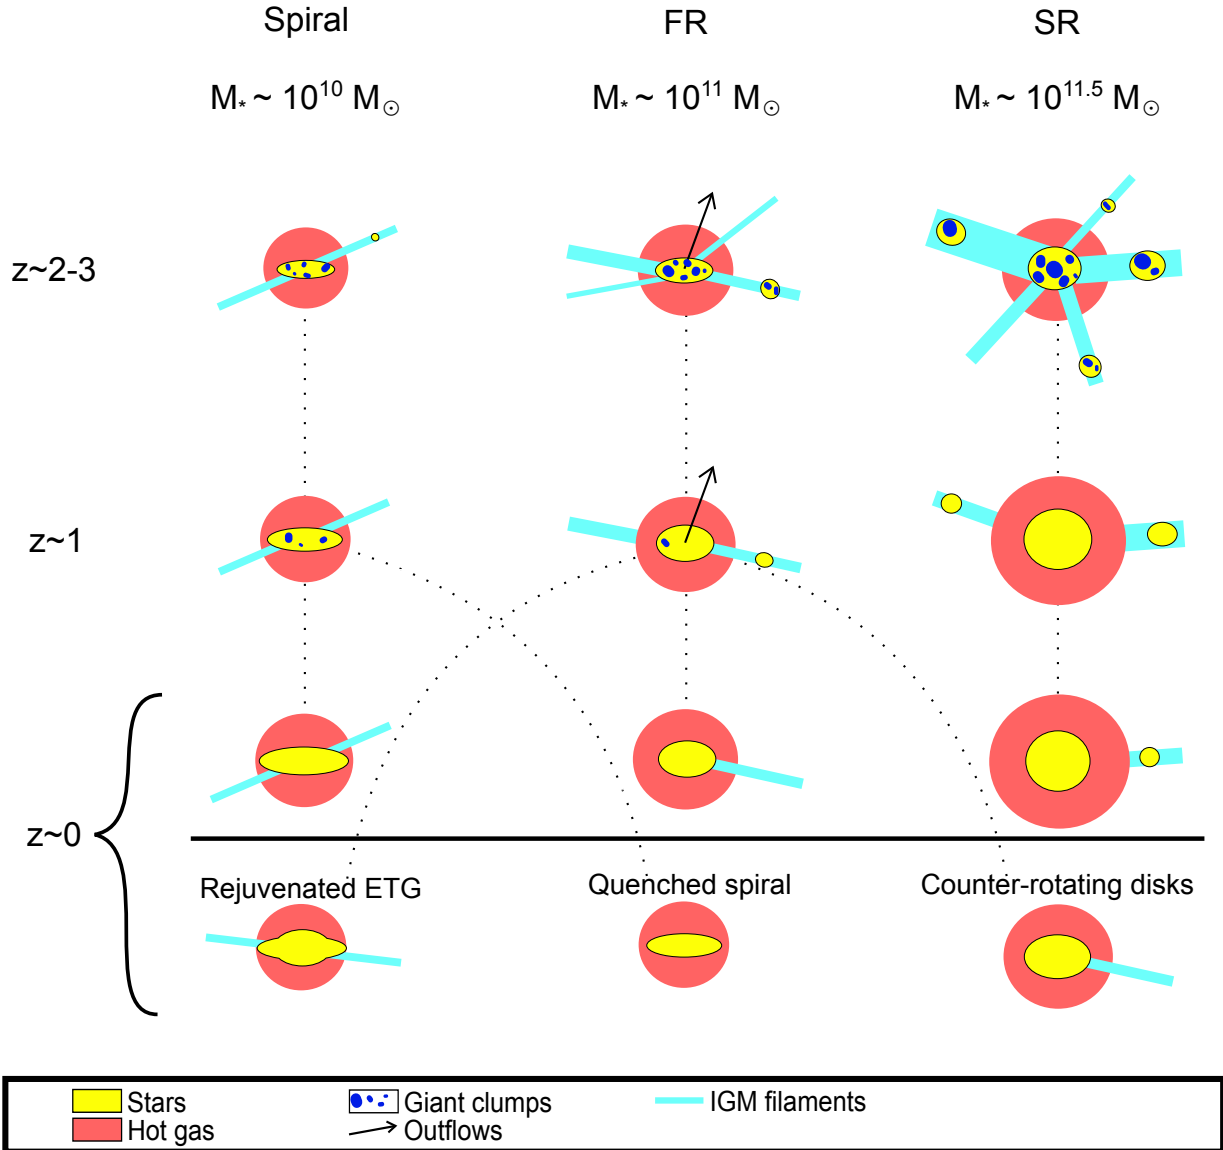 Spiral FR SR
M* ~ 10^10 M☉ M* ~ 10^11 M☉ M* ~ 10^11.5 M☉
z~2-3
z~1
z~0
Rejuvenated ETG Quenched spiral Counter-rotating disks
Stars Giant clumps IGM filaments
Hot gas Outflows